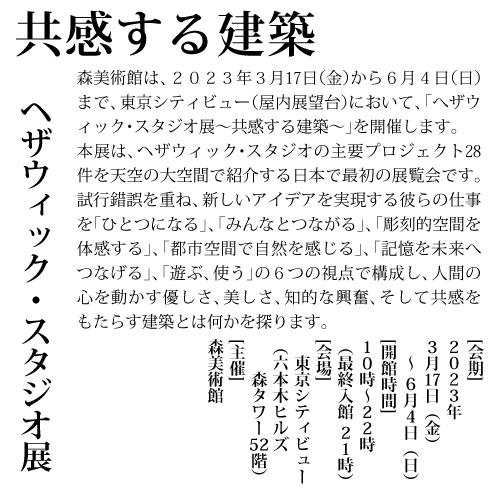 共感する建築
ヘザウィック・スタジオ展
森美術館は、２０２３年３月17日（金）から６月４日（日）
まで、東京シティビュー（屋内展望台）において、「へザウ
ィック・スタジオ展〜共感する建築〜」を開催します。
本展は、ヘザウィック・スタジオの主要プロジェクト28
件を天空の大空間で紹介する日本で最初の展覧会です。
試行錯誤を重ね、新しいアイデアを実現する彼らの仕事
を「ひとつになる」、「みんなとつながる」、「彫刻的空間を
体感する」、「都市空間で自然を感じる」、「記憶を未来へ
つなげる」、「遊ぶ、使う」の６つの視点で構成し、人間の
心を動かす優しさ、美しさ、知的な興奮、そして共感を
もたらす建築とは何かを探ります。
［会期］
２０２３年
３月17日（金）
〜６月４日（日）
［開館時間］
１０時〜２２時
（最終入館 ２１時）
［会場］
東京シティビュー
（六本木ヒルズ
森タワー52階）
［主催］
森美術館